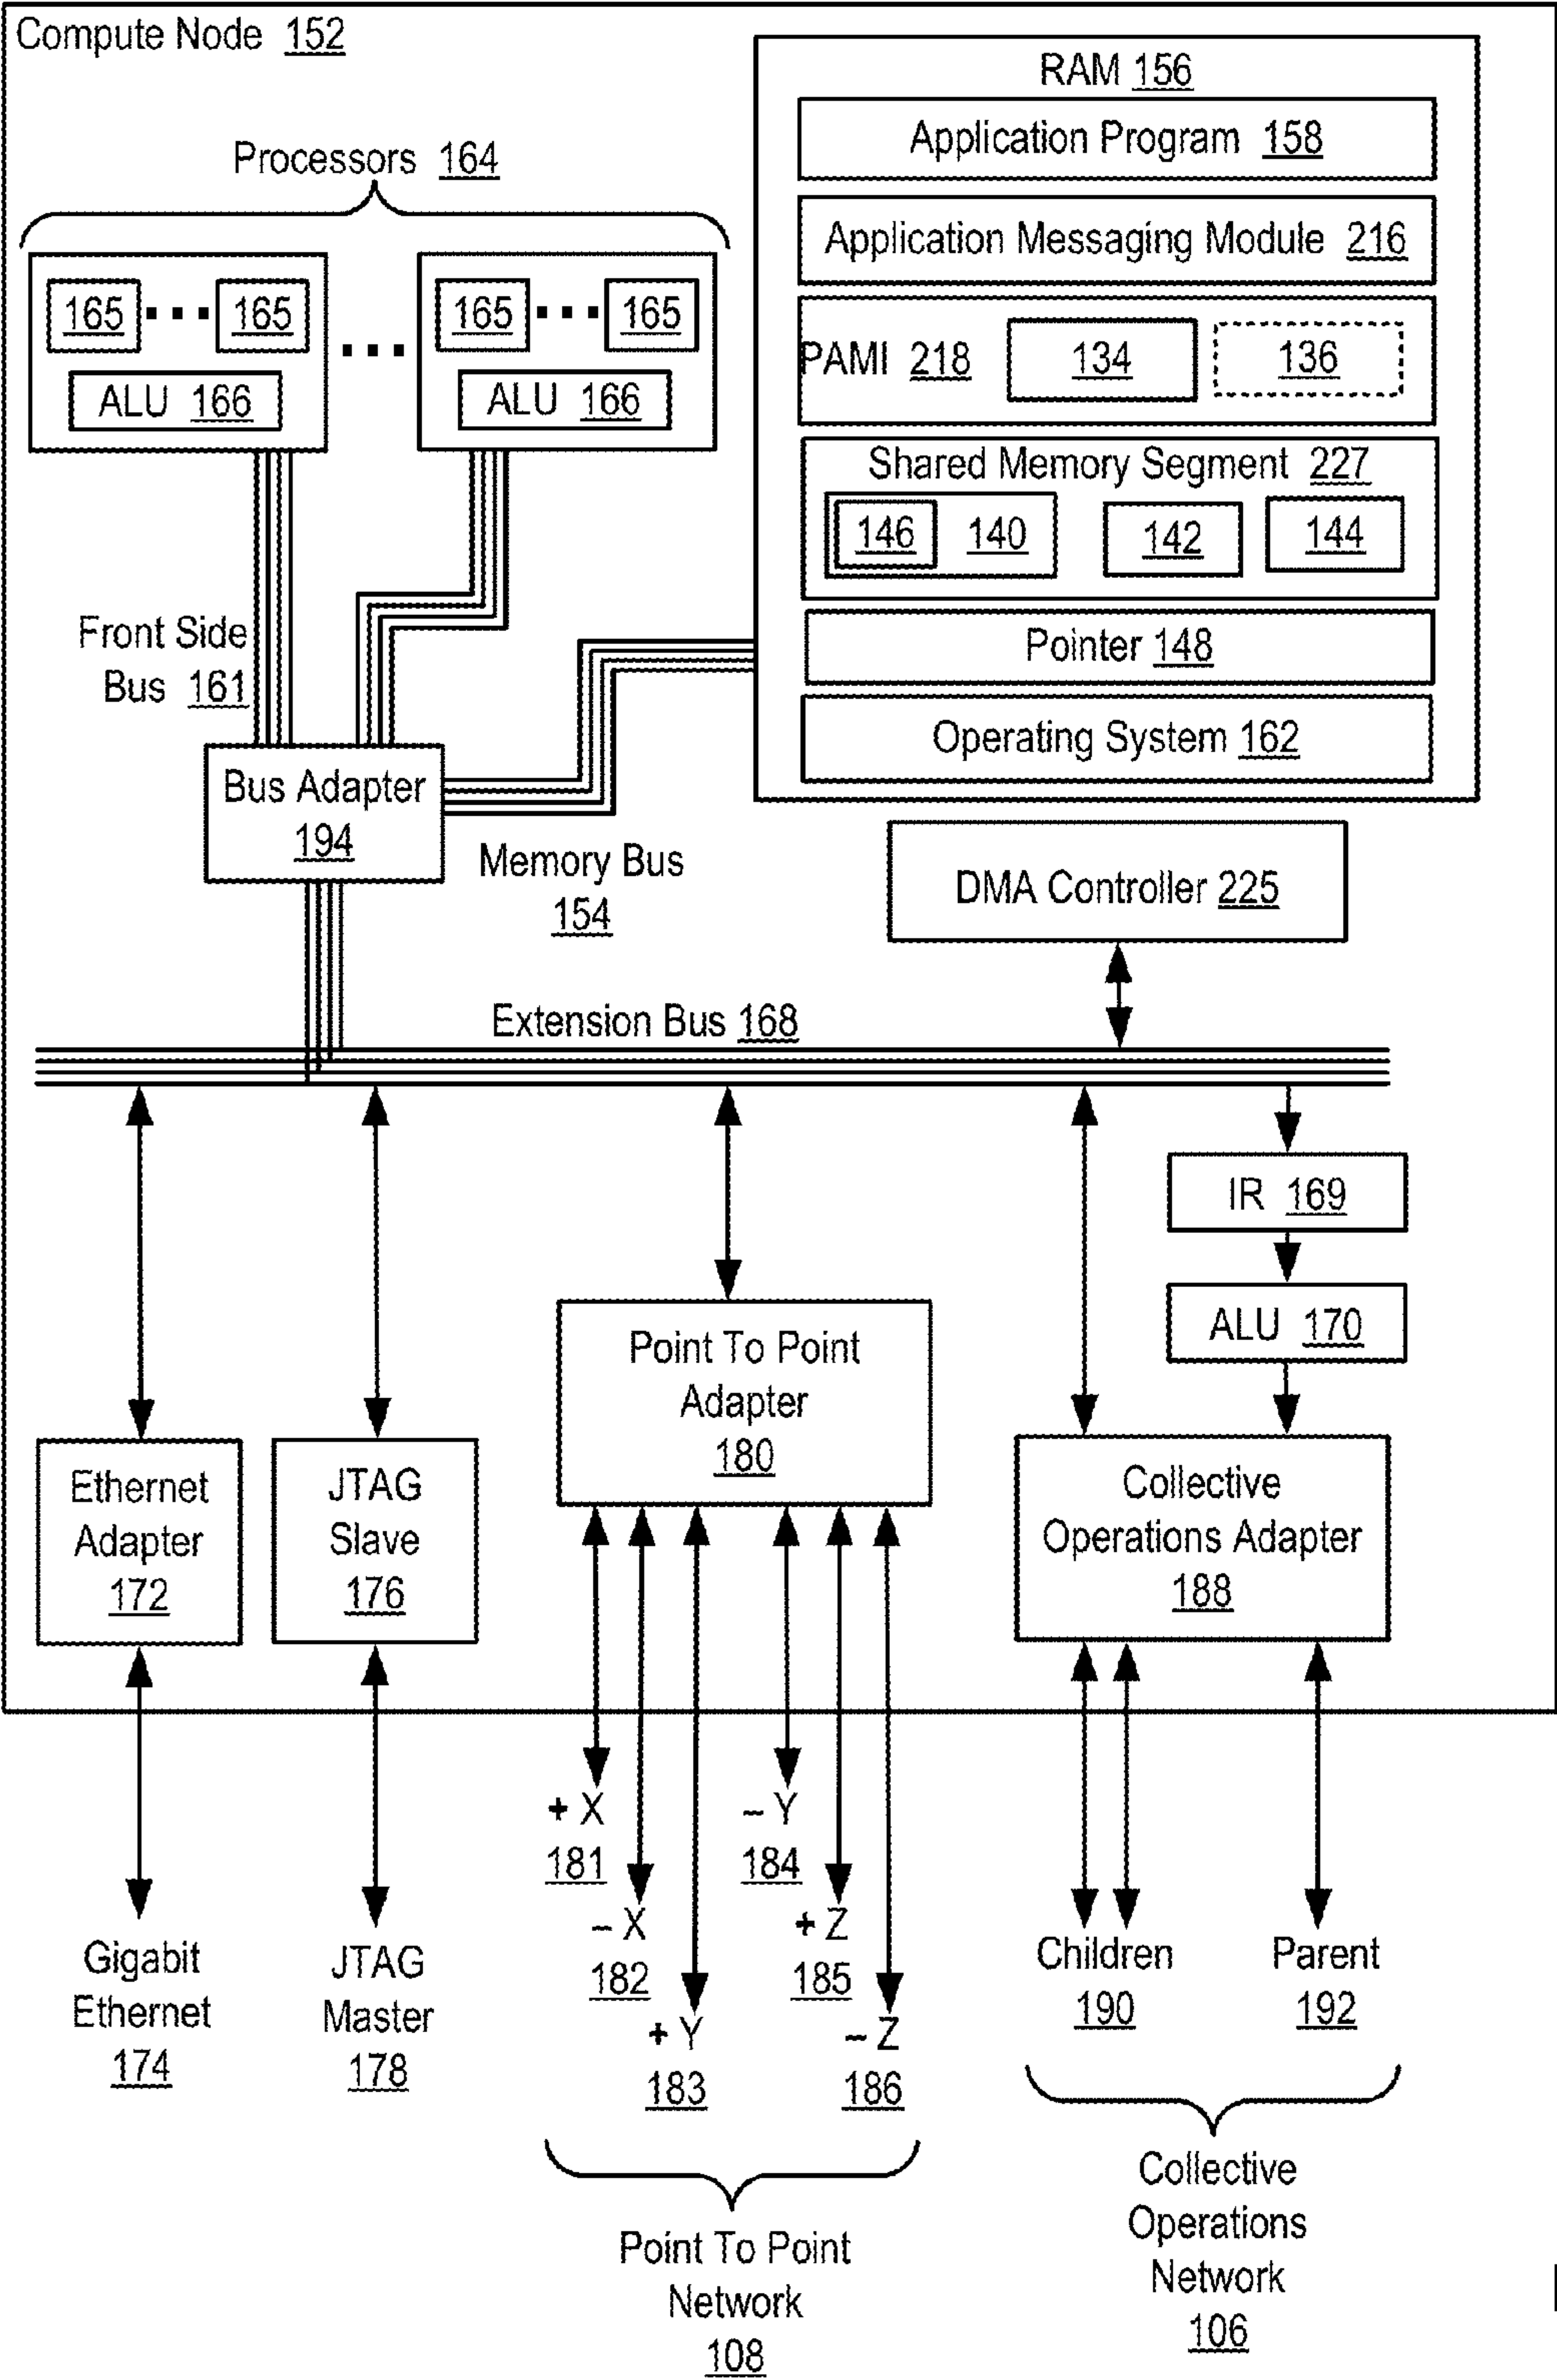 Compute Node 152
RAM 156
Application Program 158
Application Messaging Module 216
PAMI 218 134 136
Shared Memory Segment 227
146 140 142 144
Pointer 148
Operating System 162
Processors 164
165 ... 165
ALU 166
...
165 ... 165
ALU 166
Front Side
Bus 161
Bus Adapter
194
Memory Bus
154
DMA Controller 225
Extension Bus 168
IR 169
ALU 170
Point To Point
Adapter
180
Ethernet
Adapter
172
JTAG
Slave
176
Collective
Operations Adapter
188
+ X
181
– X
182
+ Y
183
– Y
184
+ Z
185
– Z
186
Gigabit
Ethernet
174
JTAG
Master
178
Children
190
Parent
192
Point To Point
Network
108
Collective
Operations
Network
106